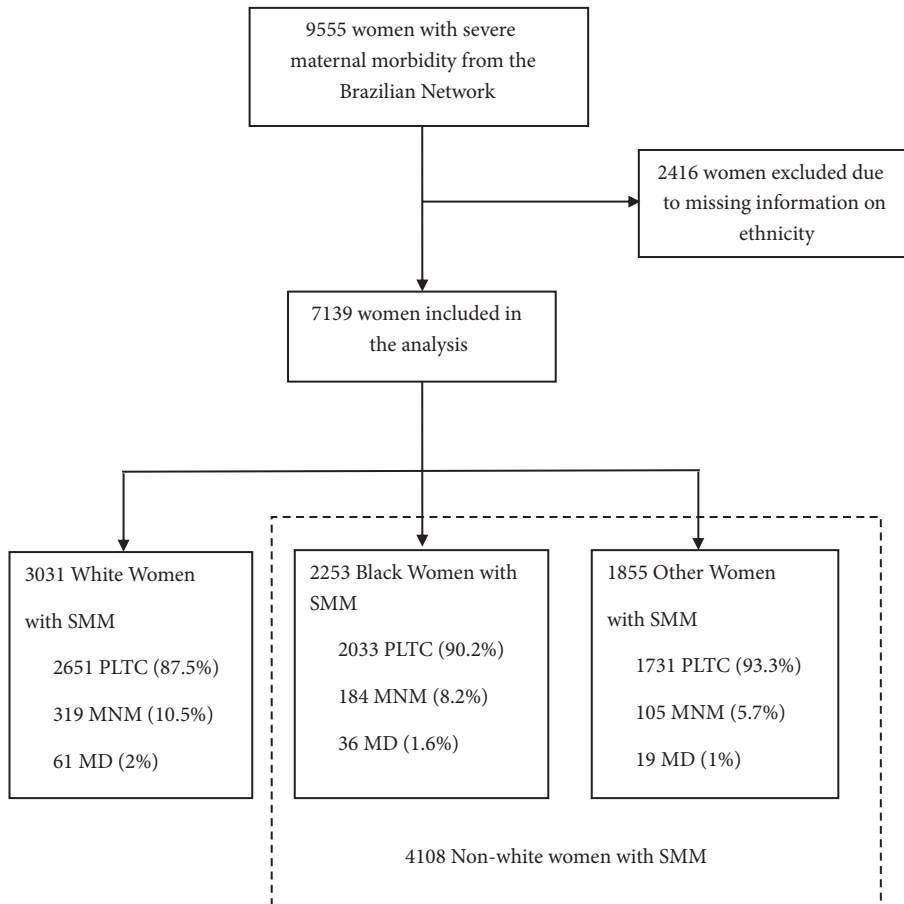 9555 women with severe
maternal morbidity from the
Brazilian Network
2416 women excluded due
to missing information on
ethnicity
7139 women included in
the analysis
3031 White Women
with SMM
2651 PLTC (87.5%)
319 MNM (10.5%)
61 MD (2%)
2253 Black Women with
SMM
2033 PLTC (90.2%)
184 MNM (8.2%)
36 MD (1.6%)
1855 Other Women
with SMM
1731 PLTC (93.3%)
105 MNM (5.7%)
19 MD (1%)
4108 Non-white women with SMM